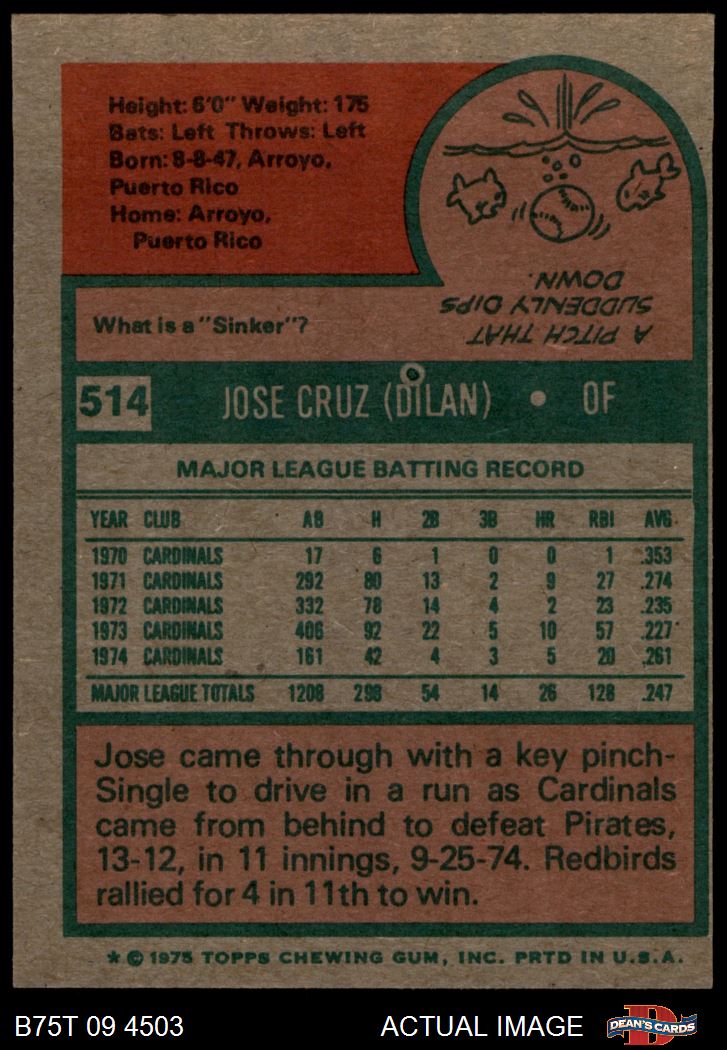 Height: 6'0" Weight: 175
Bats: Left Throws: Left
Born: 8-8-47, Arroyo,
Puerto Rico
Home: Arroyo,
Puerto Rico
What is a "Sinker"?
A PITCH THAT
SUDDENLY DIPS
DOWN.
514 JOSE CRUZ (DILAN) • OF
MAJOR LEAGUE BATTING RECORD
YEAR CLUB AB H 2B 3B HR RBI AVG
1970 CARDINALS 17 6 1 0 0 1 .353
1971 CARDINALS 292 80 13 2 9 27 .274
1972 CARDINALS 332 78 14 4 2 23 .235
1973 CARDINALS 406 92 22 5 10 57 .227
1974 CARDINALS 161 42 4 3 5 20 .261
MAJOR LEAGUE TOTALS 1208 298 54 14 26 128 .247
Jose came through with a key pinch-
Single to drive in a run as Cardinals
came from behind to defeat Pirates,
13-12, in 11 innings, 9-25-74. Redbirds
rallied for 4 in 11th to win.
* © 1975 TOPPS CHEWING GUM, INC. PRTD IN U.S.A.
B75T 09 4503 ACTUAL IMAGE
D
DEAN'S CARDS